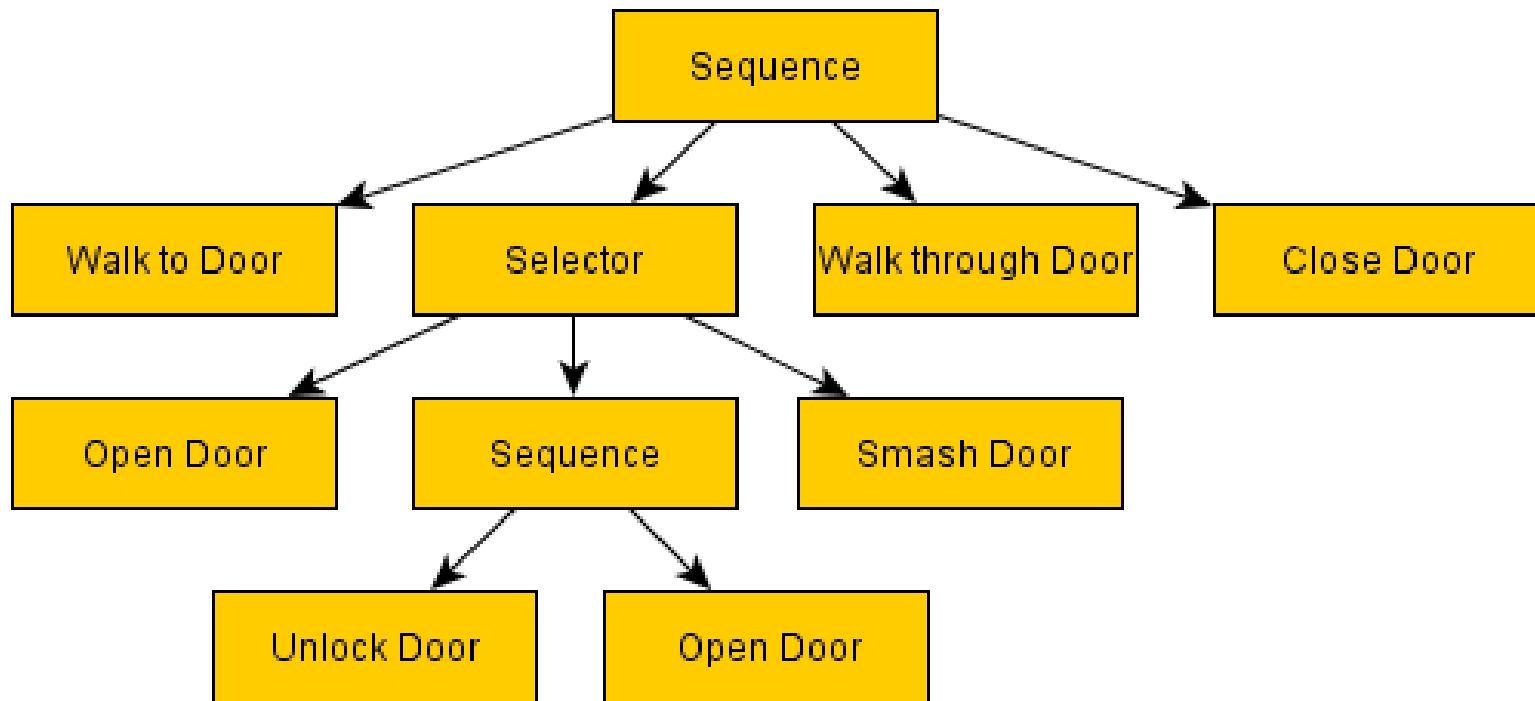 Sequence
Walk to Door
Selector
Walk through Door
Close Door
Open Door
Sequence
Smash Door
Unlock Door
Open Door